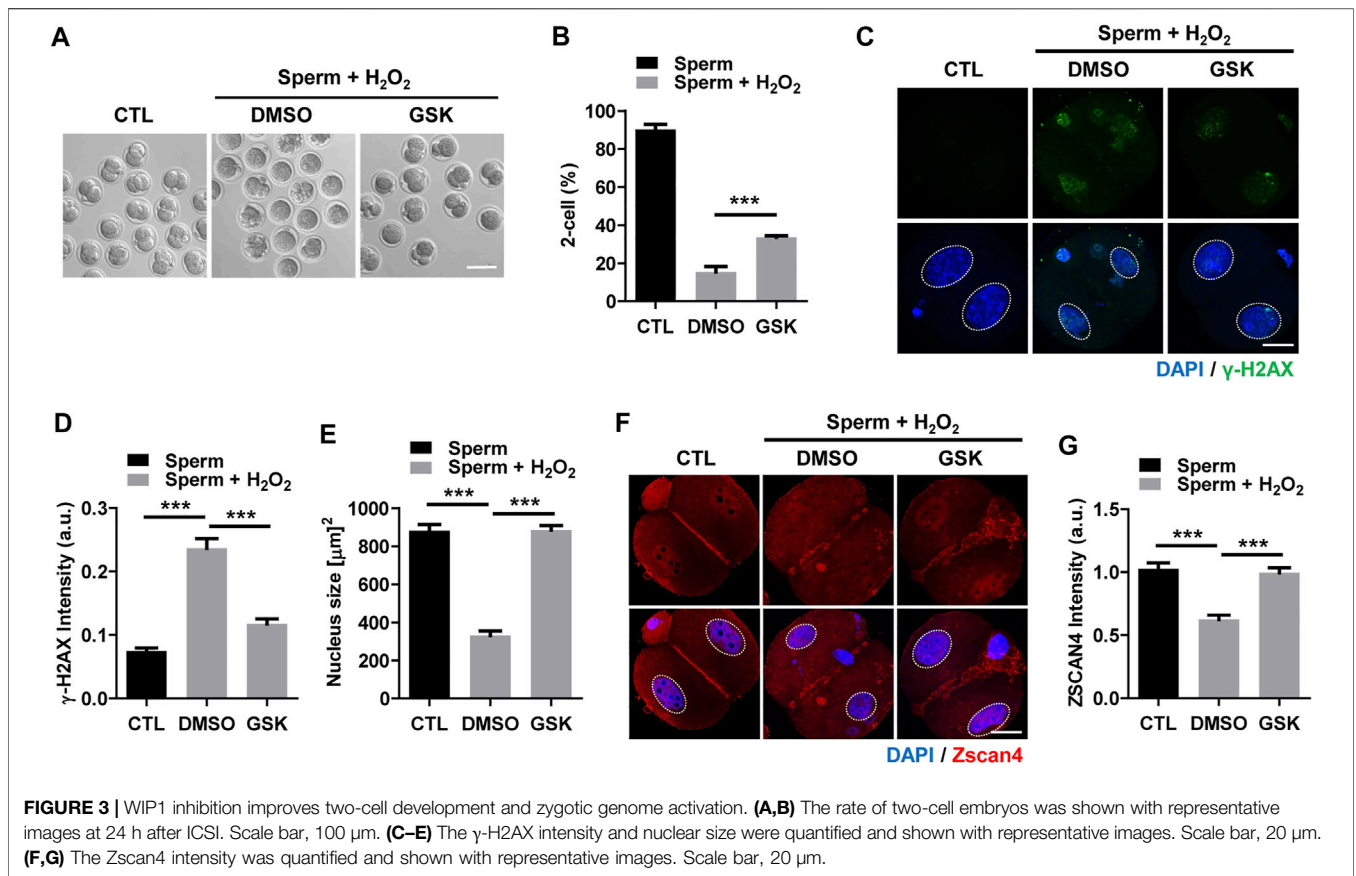 A
Sperm + H₂O₂
CTL DMSO GSK
B
Sperm
Sperm + H₂O₂
2-cell (%)
100
80
60
40
20
0
***
CTL DMSO GSK
C
Sperm + H₂O₂
CTL DMSO GSK
DAPI / γ-H2AX
D
Sperm
Sperm + H₂O₂
γ-H2AX Intensity (a.u.)
0.3
0.2
0.1
0.0
*** ***
CTL DMSO GSK
E
Sperm
Sperm + H₂O₂
Nucleus size [μm]²
1000
800
600
400
200
0
*** ***
CTL DMSO GSK
F
Sperm + H₂O₂
CTL DMSO GSK
DAPI / Zscan4
G
Sperm
Sperm + H₂O₂
ZSCAN4 Intensity (a.u.)
1.5
1.0
0.5
0.0
*** ***
CTL DMSO GSK
FIGURE 3 | WIP1 inhibition improves two-cell development and zygotic genome activation. (A,B) The rate of two-cell embryos was shown with representative
images at 24 h after ICSI. Scale bar, 100 μm. (C–E) The γ-H2AX intensity and nuclear size were quantified and shown with representative images. Scale bar, 20 μm.
(F,G) The Zscan4 intensity was quantified and shown with representative images. Scale bar, 20 μm.